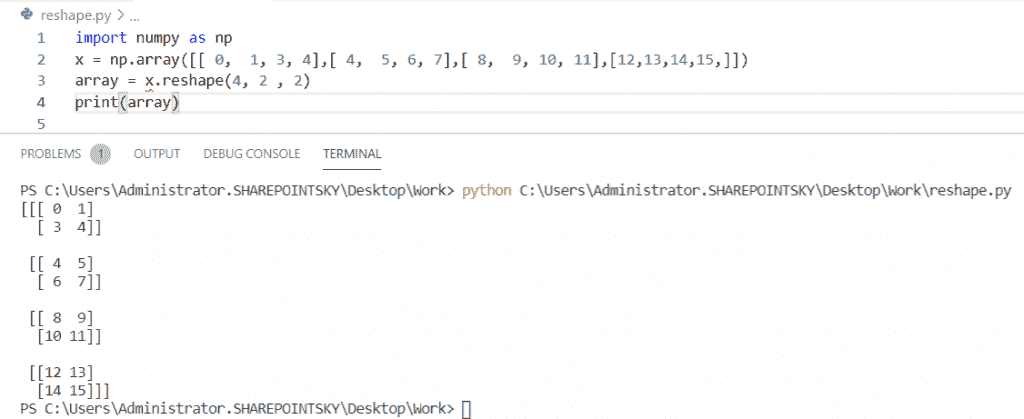 reshape.py > ...
1 import numpy as np
2 x = np.array([[ 0,  1, 3, 4],[ 4,  5, 6, 7],[ 8,  9, 10, 11],[12,13,14,15,]])
3 array = x.reshape(4, 2 , 2)
4 print(array)
5
PROBLEMS 1 OUTPUT DEBUG CONSOLE TERMINAL
PS C:\Users\Administrator.SHAREPOINTSKY\Desktop\Work> python C:\Users\Administrator.SHAREPOINTSKY\Desktop\Work\reshape.py
[[[ 0  1]
  [ 3  4]]

 [[ 4  5]
  [ 6  7]]

 [[ 8  9]
  [10 11]]

 [[12 13]
  [14 15]]]
PS C:\Users\Administrator.SHAREPOINTSKY\Desktop\Work>